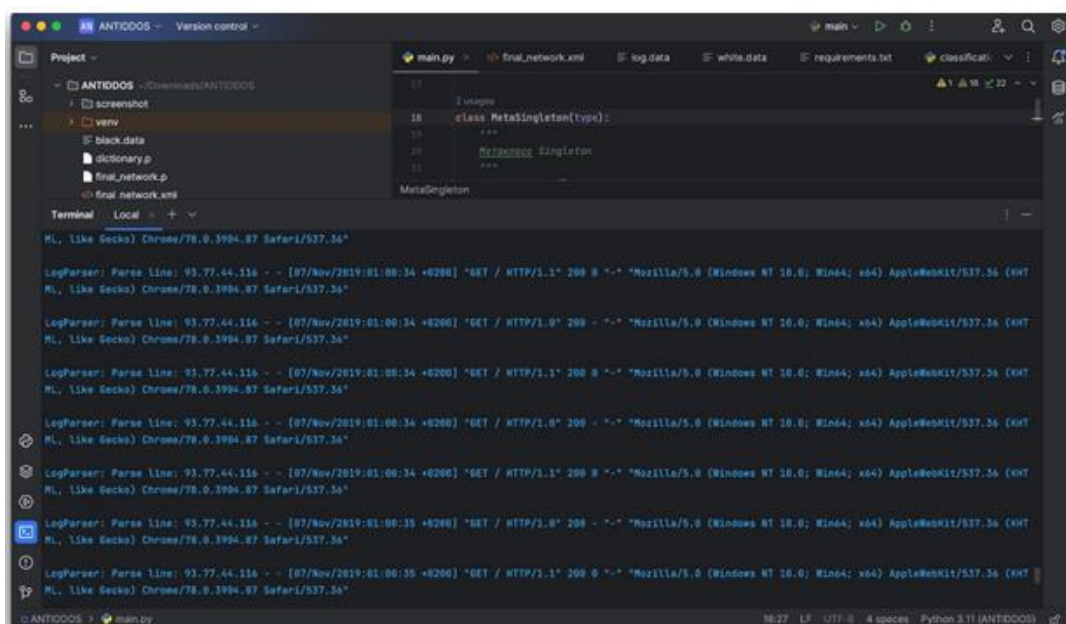 AN ANTIDDOS Version control main
Project
main.py final_network.xml log.data white.data requirements.txt classificatic
ANTIDDOS ~/Downloads/ANTIDDOS
screenshot
venv
black.data
dictionary.p
final_network.p
final_network.xml
17
1 18 22
2 usages
18 class MetaSingleton(type):
19 """
20 Метакласс Singleton
21 """
MetaSingleton
Terminal Local
ML, like Gecko) Chrome/78.0.3904.87 Safari/537.36"
LogParser: Parse line: 93.77.44.116 - - [07/Nov/2019:01:00:34 +0200] "GET / HTTP/1.1" 200 0 "-" "Mozilla/5.0 (Windows NT 10.0; Win64; x64) AppleWebKit/537.36 (KHT
ML, like Gecko) Chrome/78.0.3904.87 Safari/537.36"
LogParser: Parse line: 93.77.44.116 - - [07/Nov/2019:01:00:34 +0200] "GET / HTTP/1.0" 200 - "-" "Mozilla/5.0 (Windows NT 10.0; Win64; x64) AppleWebKit/537.36 (KHT
ML, like Gecko) Chrome/78.0.3904.87 Safari/537.36"
LogParser: Parse line: 93.77.44.116 - - [07/Nov/2019:01:00:34 +0200] "GET / HTTP/1.1" 200 0 "-" "Mozilla/5.0 (Windows NT 10.0; Win64; x64) AppleWebKit/537.36 (KHT
ML, like Gecko) Chrome/78.0.3904.87 Safari/537.36"
LogParser: Parse line: 93.77.44.116 - - [07/Nov/2019:01:00:34 +0200] "GET / HTTP/1.0" 200 - "-" "Mozilla/5.0 (Windows NT 10.0; Win64; x64) AppleWebKit/537.36 (KHT
ML, like Gecko) Chrome/78.0.3904.87 Safari/537.36"
LogParser: Parse line: 93.77.44.116 - - [07/Nov/2019:01:00:34 +0200] "GET / HTTP/1.1" 200 0 "-" "Mozilla/5.0 (Windows NT 10.0; Win64; x64) AppleWebKit/537.36 (KHT
ML, like Gecko) Chrome/78.0.3904.87 Safari/537.36"
LogParser: Parse line: 93.77.44.116 - - [07/Nov/2019:01:00:35 +0200] "GET / HTTP/1.0" 200 - "-" "Mozilla/5.0 (Windows NT 10.0; Win64; x64) AppleWebKit/537.36 (KHT
ML, like Gecko) Chrome/78.0.3904.87 Safari/537.36"
LogParser: Parse line: 93.77.44.116 - - [07/Nov/2019:01:00:35 +0200] "GET / HTTP/1.1" 200 0 "-" "Mozilla/5.0 (Windows NT 10.0; Win64; x64) AppleWebKit/537.36 (KHT
ML, like Gecko) Chrome/78.0.3904.87 Safari/537.36"
ANTIDDOS > main.py 18:27 LF UTF-8 4 spaces Python 3.11 (ANTIDDOS)